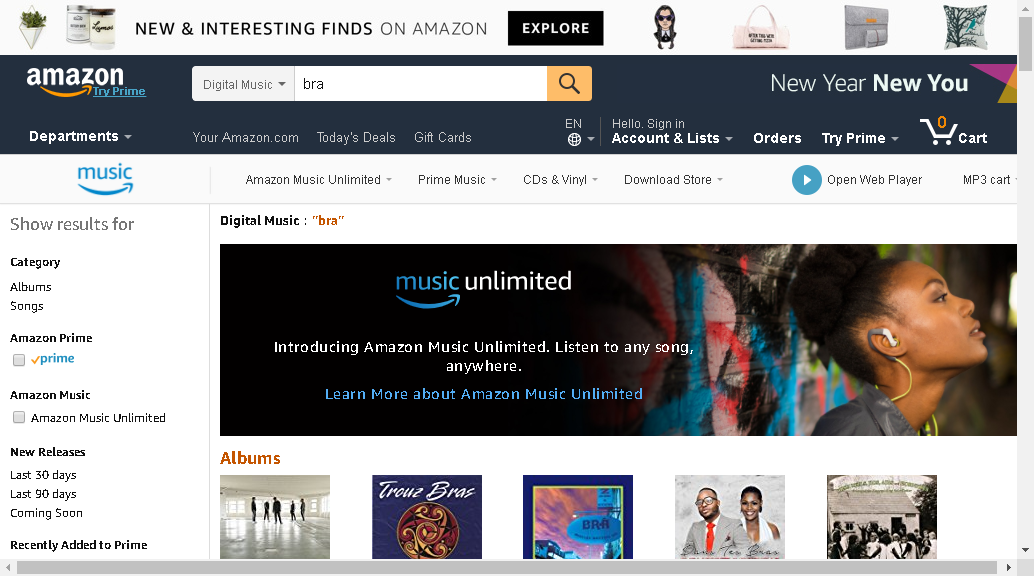 NEW & INTERESTING FINDS ON AMAZON
EXPLORE
amazon
Try Prime
Digital Music
bra
New Year New You
Departments
Your Amazon.com
Today's Deals
Gift Cards
EN
Hello. Sign in
Account & Lists
Orders
Try Prime
0
Cart
music
Amazon Music Unlimited
Prime Music
CDs & Vinyl
Download Store
Open Web Player
MP3 cart
Show results for
Category
Albums
Songs
Amazon Prime
prime
Amazon Music
Amazon Music Unlimited
New Releases
Last 30 days
Last 90 days
Coming Soon
Recently Added to Prime
Digital Music : "bra"
music unlimited
Introducing Amazon Music Unlimited. Listen to any song,
anywhere.
Learn More about Amazon Music Unlimited
Albums
Trouz Bras
BRA
Dans Tes Bras